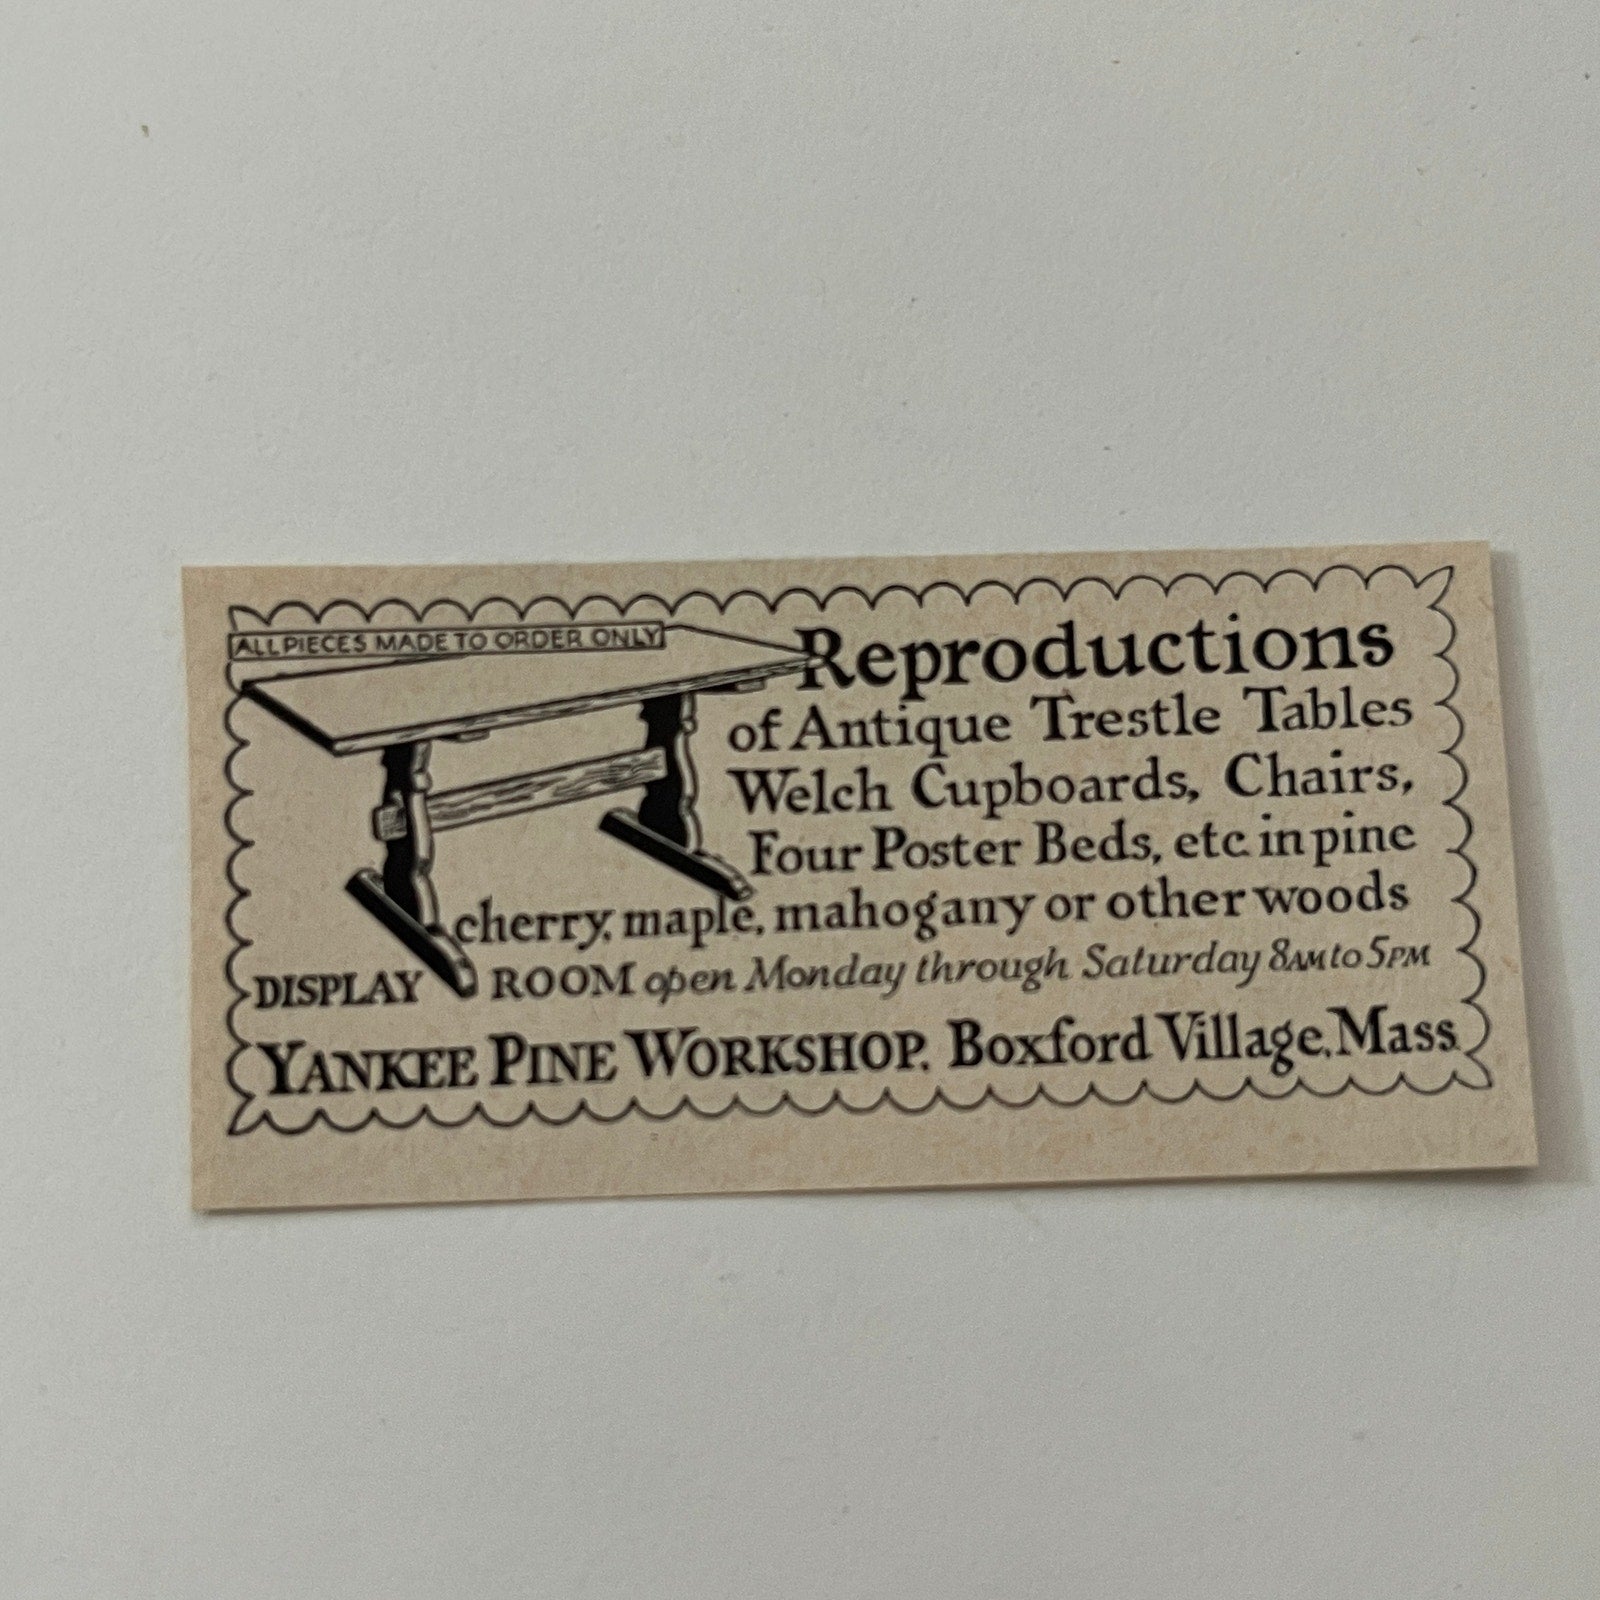 ALL PIECES MADE TO ORDER ONLY
Reproductions
of Antique Trestle Tables
Welch Cupboards, Chairs,
Four Poster Beds, etc in pine
cherry, maple, mahogany or other woods
DISPLAY ROOM open Monday through Saturday 8AM to 5PM
YANKEE PINE WORKSHOP. Boxford Village, Mass